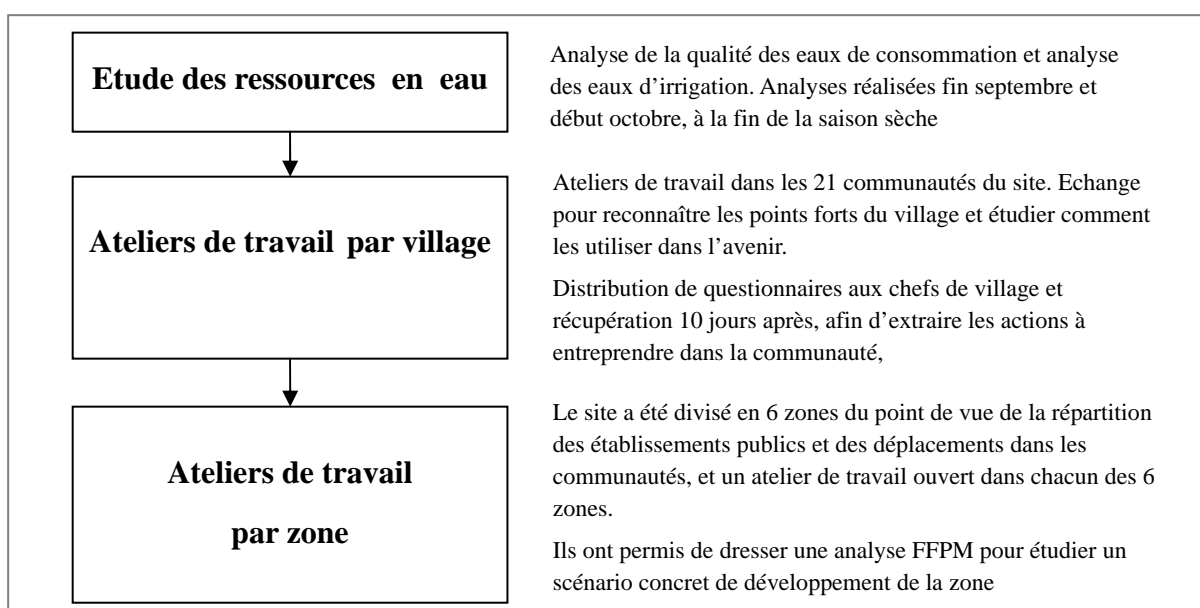 Etude des ressources en eau
Analyse de la qualité des eaux de consommation et analyse
des eaux d'irrigation. Analyses réalisées fin septembre et
début octobre, à la fin de la saison sèche
Ateliers de travail par village
Ateliers de travail dans les 21 communautés du site. Echange
pour reconnaître les points forts du village et étudier comment
les utiliser dans l'avenir.
Distribution de questionnaires aux chefs de village et
récupération 10 jours après, afin d'extraire les actions à
entreprendre dans la communauté,
Ateliers de travail
par zone
Le site a été divisé en 6 zones du point de vue de la répartition
des établissements publics et des déplacements dans les
communautés, et un atelier de travail ouvert dans chacun des 6
zones.
Ils ont permis de dresser une analyse FFPM pour étudier un
scénario concret de développement de la zone